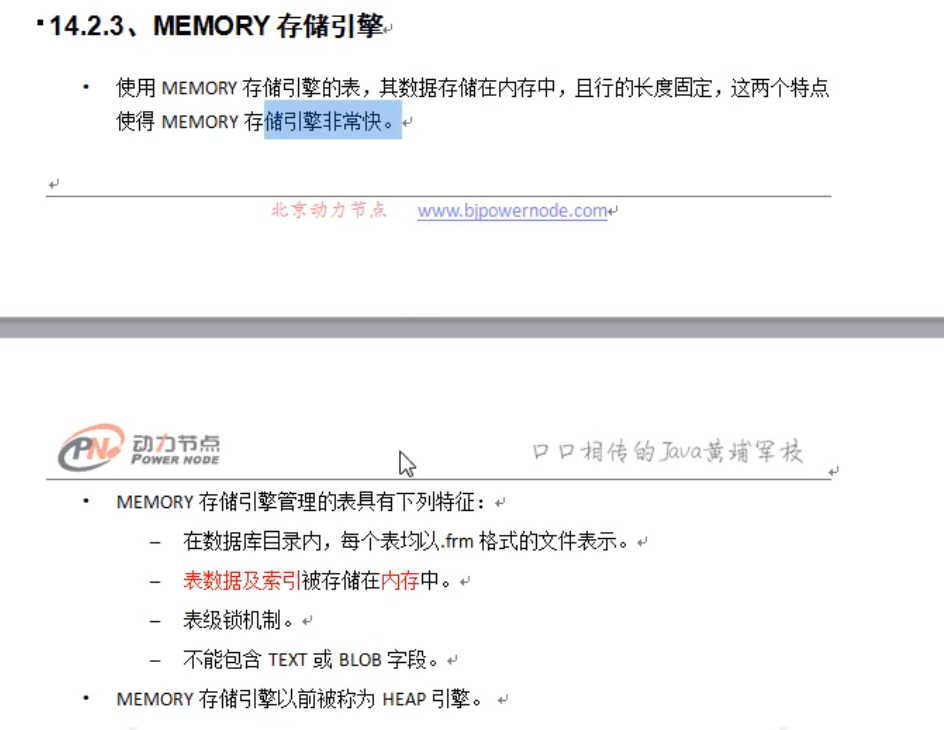 14.2.3、MEMORY 存储引擎
• 使用 MEMORY 存储引擎的表，其数据存储在内存中，且行的长度固定，这两个特点
使得 MEMORY 存储引擎非常快。
北京动力节点 www.bjpowernode.com
PN 动力节点 口口相传的Java黄埔军校
POWER NODE
• MEMORY 存储引擎管理的表具有下列特征：
– 在数据库目录内，每个表均以.frm 格式的文件表示。
– 表数据及索引被存储在内存中。
– 表级锁机制。
– 不能包含 TEXT 或 BLOB 字段。
• MEMORY 存储引擎以前被称为 HEAP 引擎。